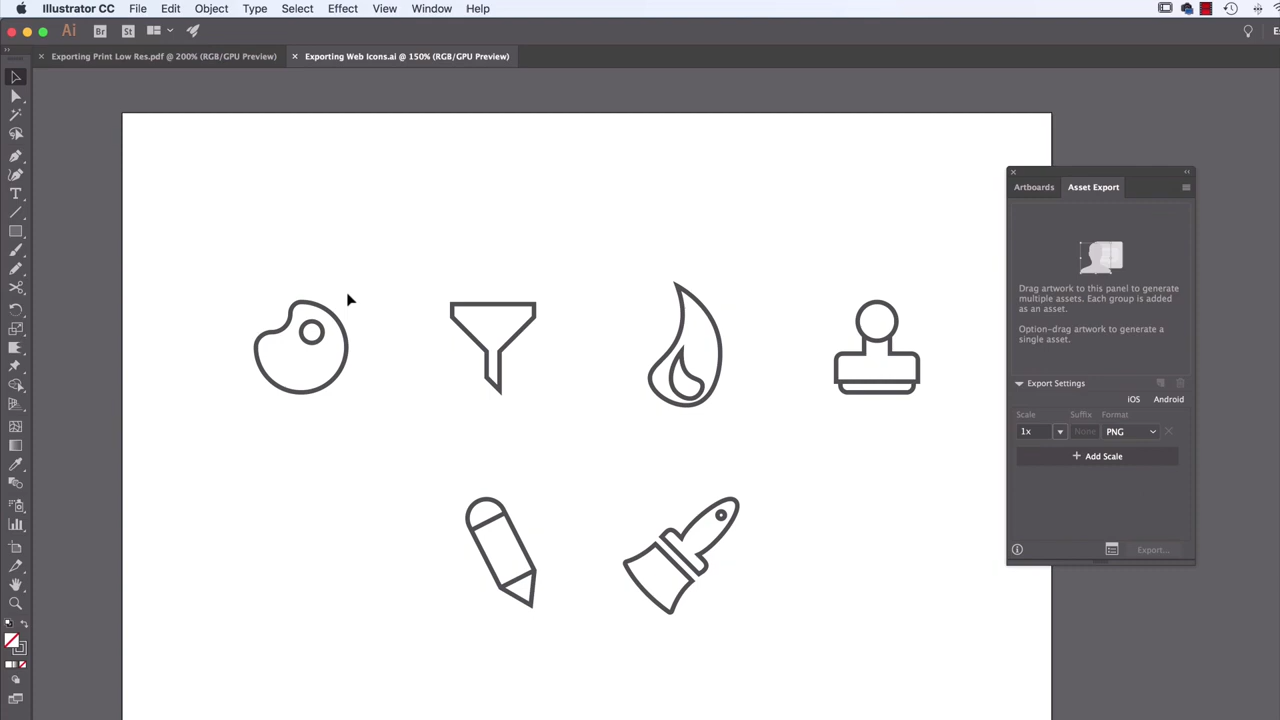 Illustrator CC File Edit Object Type Select Effect View Window Help
Ai Br St
Exporting Print Low Res.pdf @ 200% (RGB/GPU Preview) Exporting Web Icons.ai @ 150% (RGB/GPU Preview)
Artboards Asset Export
Drag artwork to this panel to generate
multiple assets. Each group is added
as an asset.
Option-drag artwork to generate a
single asset.
Export Settings
iOS Android
Scale Suffix Format
1x None PNG
+ Add Scale
Export...